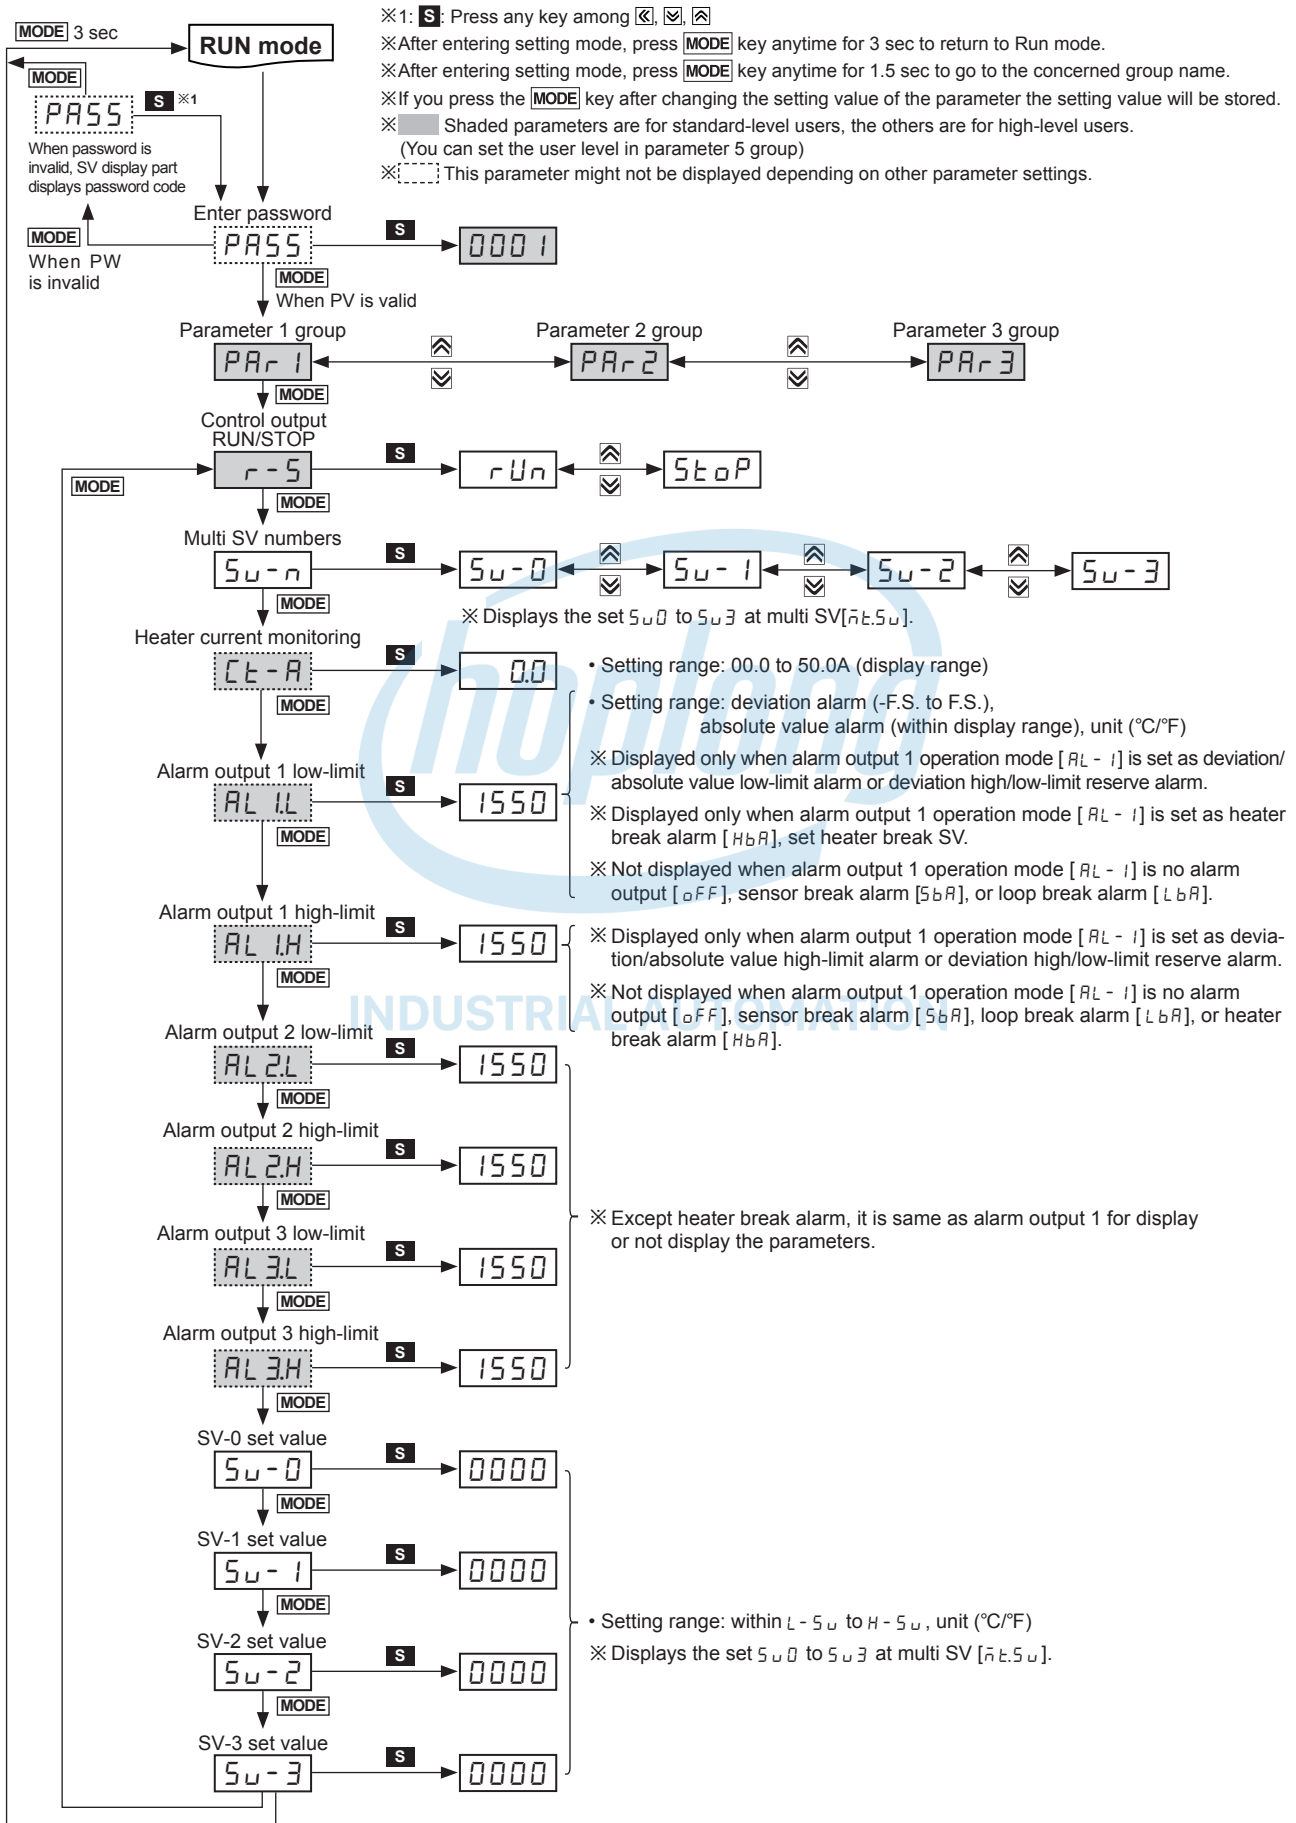 ※1: S: Press any key among «, ︾, ︽
MODE 3 sec
RUN mode
※After entering setting mode, press MODE key anytime for 3 sec to return to Run mode.
MODE
※After entering setting mode, press MODE key anytime for 1.5 sec to go to the concerned group name.
PASS
S ※1
※If you press the MODE key after changing the setting value of the parameter the setting value will be stored.
※ Shaded parameters are for standard-level users, the others are for high-level users.
(You can set the user level in parameter 5 group)
※ This parameter might not be displayed depending on other parameter settings.
When password is
invalid, SV display part
displays password code
Enter password
MODE
When PW
is invalid
PASS
S
0001
MODE
When PV is valid
Parameter 1 group
Parameter 2 group
Parameter 3 group
PAr1
PAr2
PAr3
MODE
Control output
RUN/STOP
MODE
r-S
S
rUn
StoP
MODE
Multi SV numbers
Su-n
S
Su-0
Su-1
Su-2
Su-3
MODE
※ Displays the set Su0 to Su3 at multi SV[mt.Su].
Heater current monitoring
Ct-A
S
0.0
• Setting range: 00.0 to 50.0A (display range)
MODE
• Setting range: deviation alarm (-F.S. to F.S.),
absolute value alarm (within display range), unit (℃/℉)
※ Displayed only when alarm output 1 operation mode [AL-1] is set as deviation/
absolute value low-limit alarm or deviation high/low-limit reserve alarm.
Alarm output 1 low-limit
AL1.L
S
1550
MODE
※ Displayed only when alarm output 1 operation mode [AL-1] is set as heater
break alarm [HbA], set heater break SV.
※ Not displayed when alarm output 1 operation mode [AL-1] is no alarm
output [oFF], sensor break alarm [SbA], or loop break alarm [LbA].
Alarm output 1 high-limit
AL1.H
S
1550
MODE
※ Displayed only when alarm output 1 operation mode [AL-1] is set as devia-
tion/absolute value high-limit alarm or deviation high/low-limit reserve alarm.
※ Not displayed when alarm output 1 operation mode [AL-1] is no alarm
output [oFF], sensor break alarm [SbA], loop break alarm [LbA], or heater
break alarm [HbA].
hoplong
INDUSTRIAL AUTOMATION
Alarm output 2 low-limit
AL2.L
S
1550
MODE
Alarm output 2 high-limit
AL2.H
S
1550
MODE
※ Except heater break alarm, it is same as alarm output 1 for display
or not display the parameters.
Alarm output 3 low-limit
AL3.L
S
1550
MODE
Alarm output 3 high-limit
AL3.H
S
1550
MODE
SV-0 set value
Su-0
S
0000
MODE
SV-1 set value
Su-1
S
0000
MODE
• Setting range: within L-Su to H-Su, unit (℃/℉)
※ Displays the set Su0 to Su3 at multi SV [mt.Su].
SV-2 set value
Su-2
S
0000
MODE
SV-3 set value
Su-3
S
0000